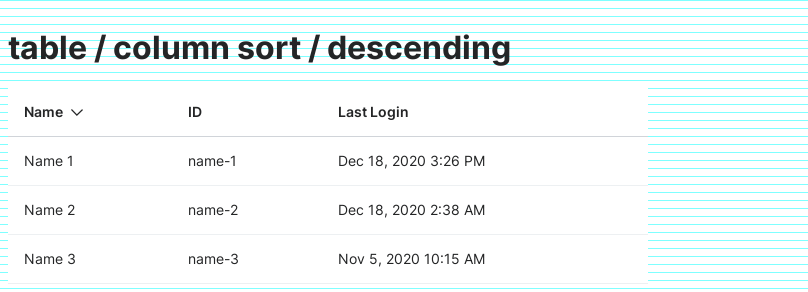 table / column sort / descending
Name ID Last Login
Name 1 name-1 Dec 18, 2020 3:26 PM
Name 2 name-2 Dec 18, 2020 2:38 AM
Name 3 name-3 Nov 5, 2020 10:15 AM